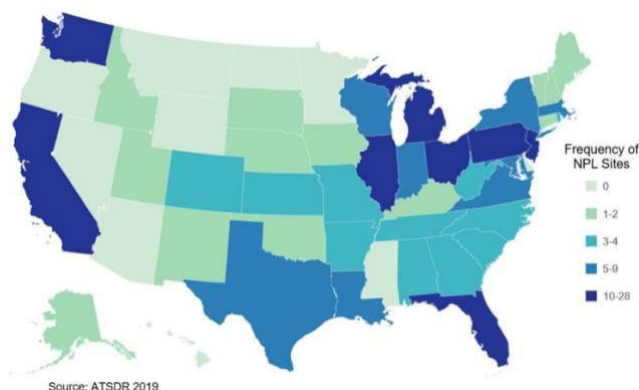 Frequency of
NPL Sites
0
1-2
3-4
5-9
10-28
Source: ATSDR 2019